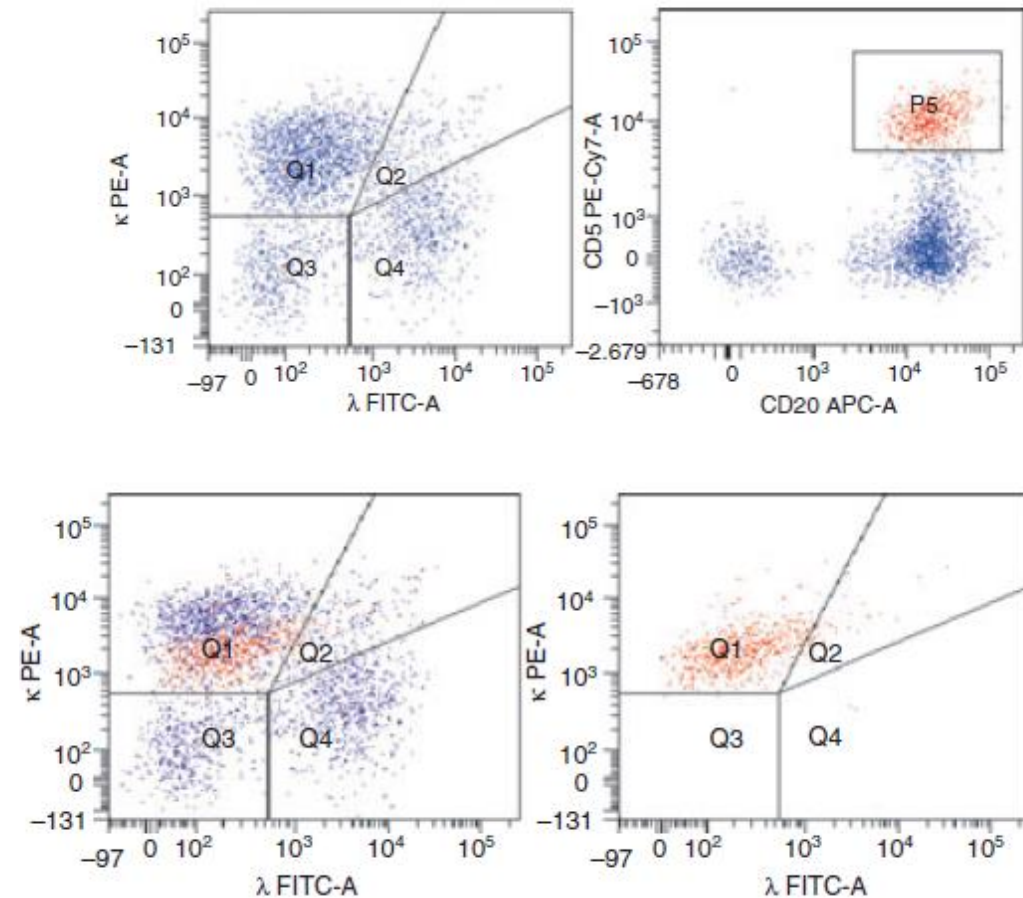 10⁵
10⁴
10³
10²
0
−131
κ PE-A
Q1
Q2
Q3
Q4
−97 0 10² 10³ 10⁴ 10⁵
λ FITC-A
10⁵
10⁴
10³
0
−10³
−2.679
CD5 PE-Cy7-A
P5
−678 0 10³ 10⁴ 10⁵
CD20 APC-A
10⁵
10⁴
10³
10²
0
−131
κ PE-A
Q1
Q2
Q3
Q4
−97 0 10² 10³ 10⁴ 10⁵
λ FITC-A
10⁵
10⁴
10³
10²
0
−131
κ PE-A
Q1
Q2
Q3
Q4
−97 0 10² 10³ 10⁴ 10⁵
λ FITC-A